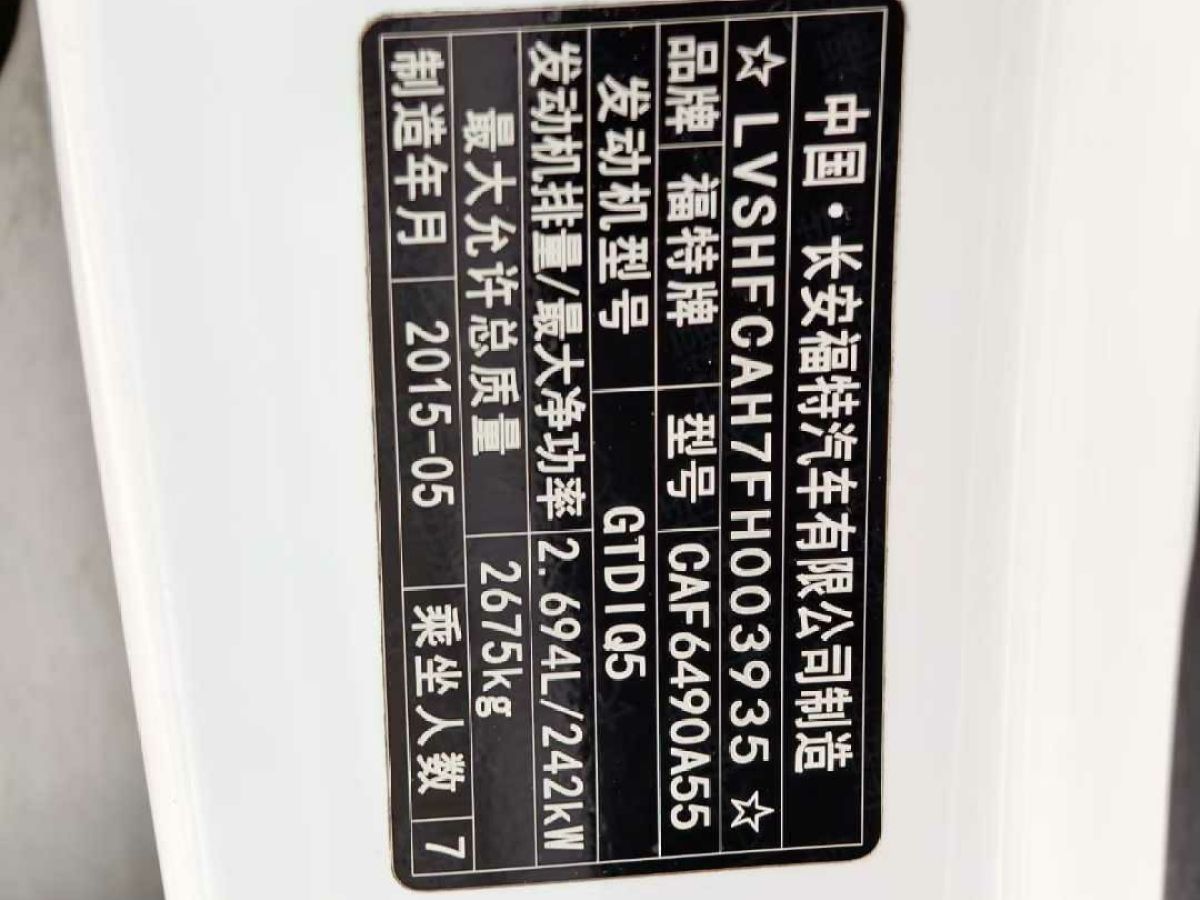 中国·长安福特汽车有限公司制造
☆LVSHFCAH7FH003935☆
品牌 福特牌 型号 CAF6490A55
发动机型号 GTDIQ5
发动机排量/最大净功率 2.694L/242kW
最大允许总质量 2675kg
制造年月 2015-05 乘坐人数 7